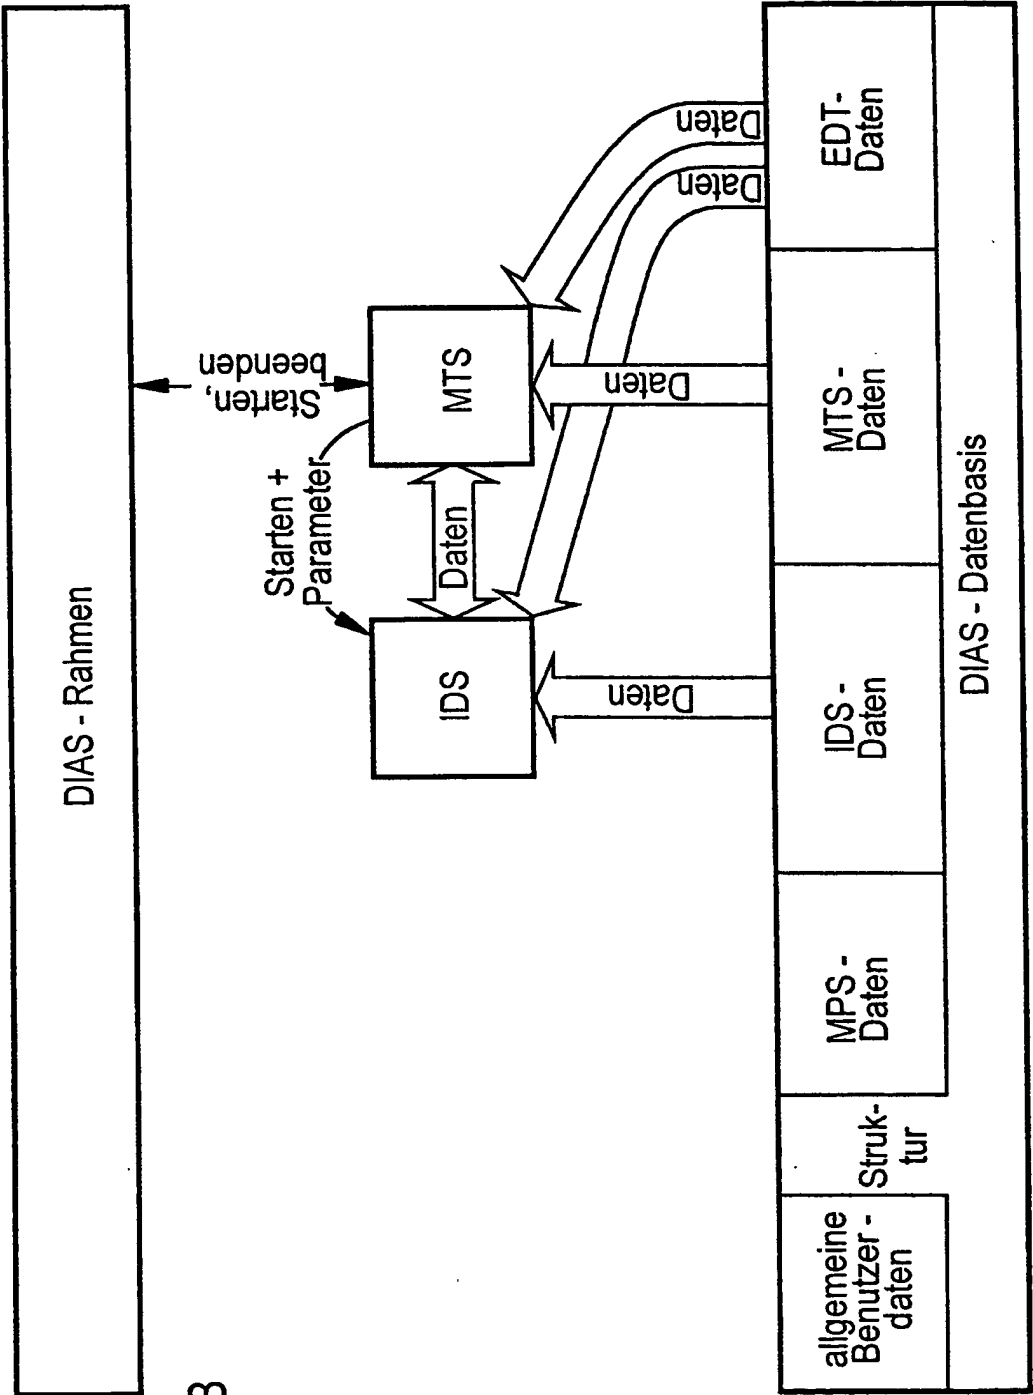 DIAS - Rahmen
Starten +
Parameter
Starten,
beenden
IDS
Daten
MTS
Daten
Daten
Daten
Daten
allgemeine
Benutzer -
daten
Struk-
tur
MPS -
Daten
IDS -
Daten
MTS -
Daten
EDT-
Daten
DIAS - Datenbasis